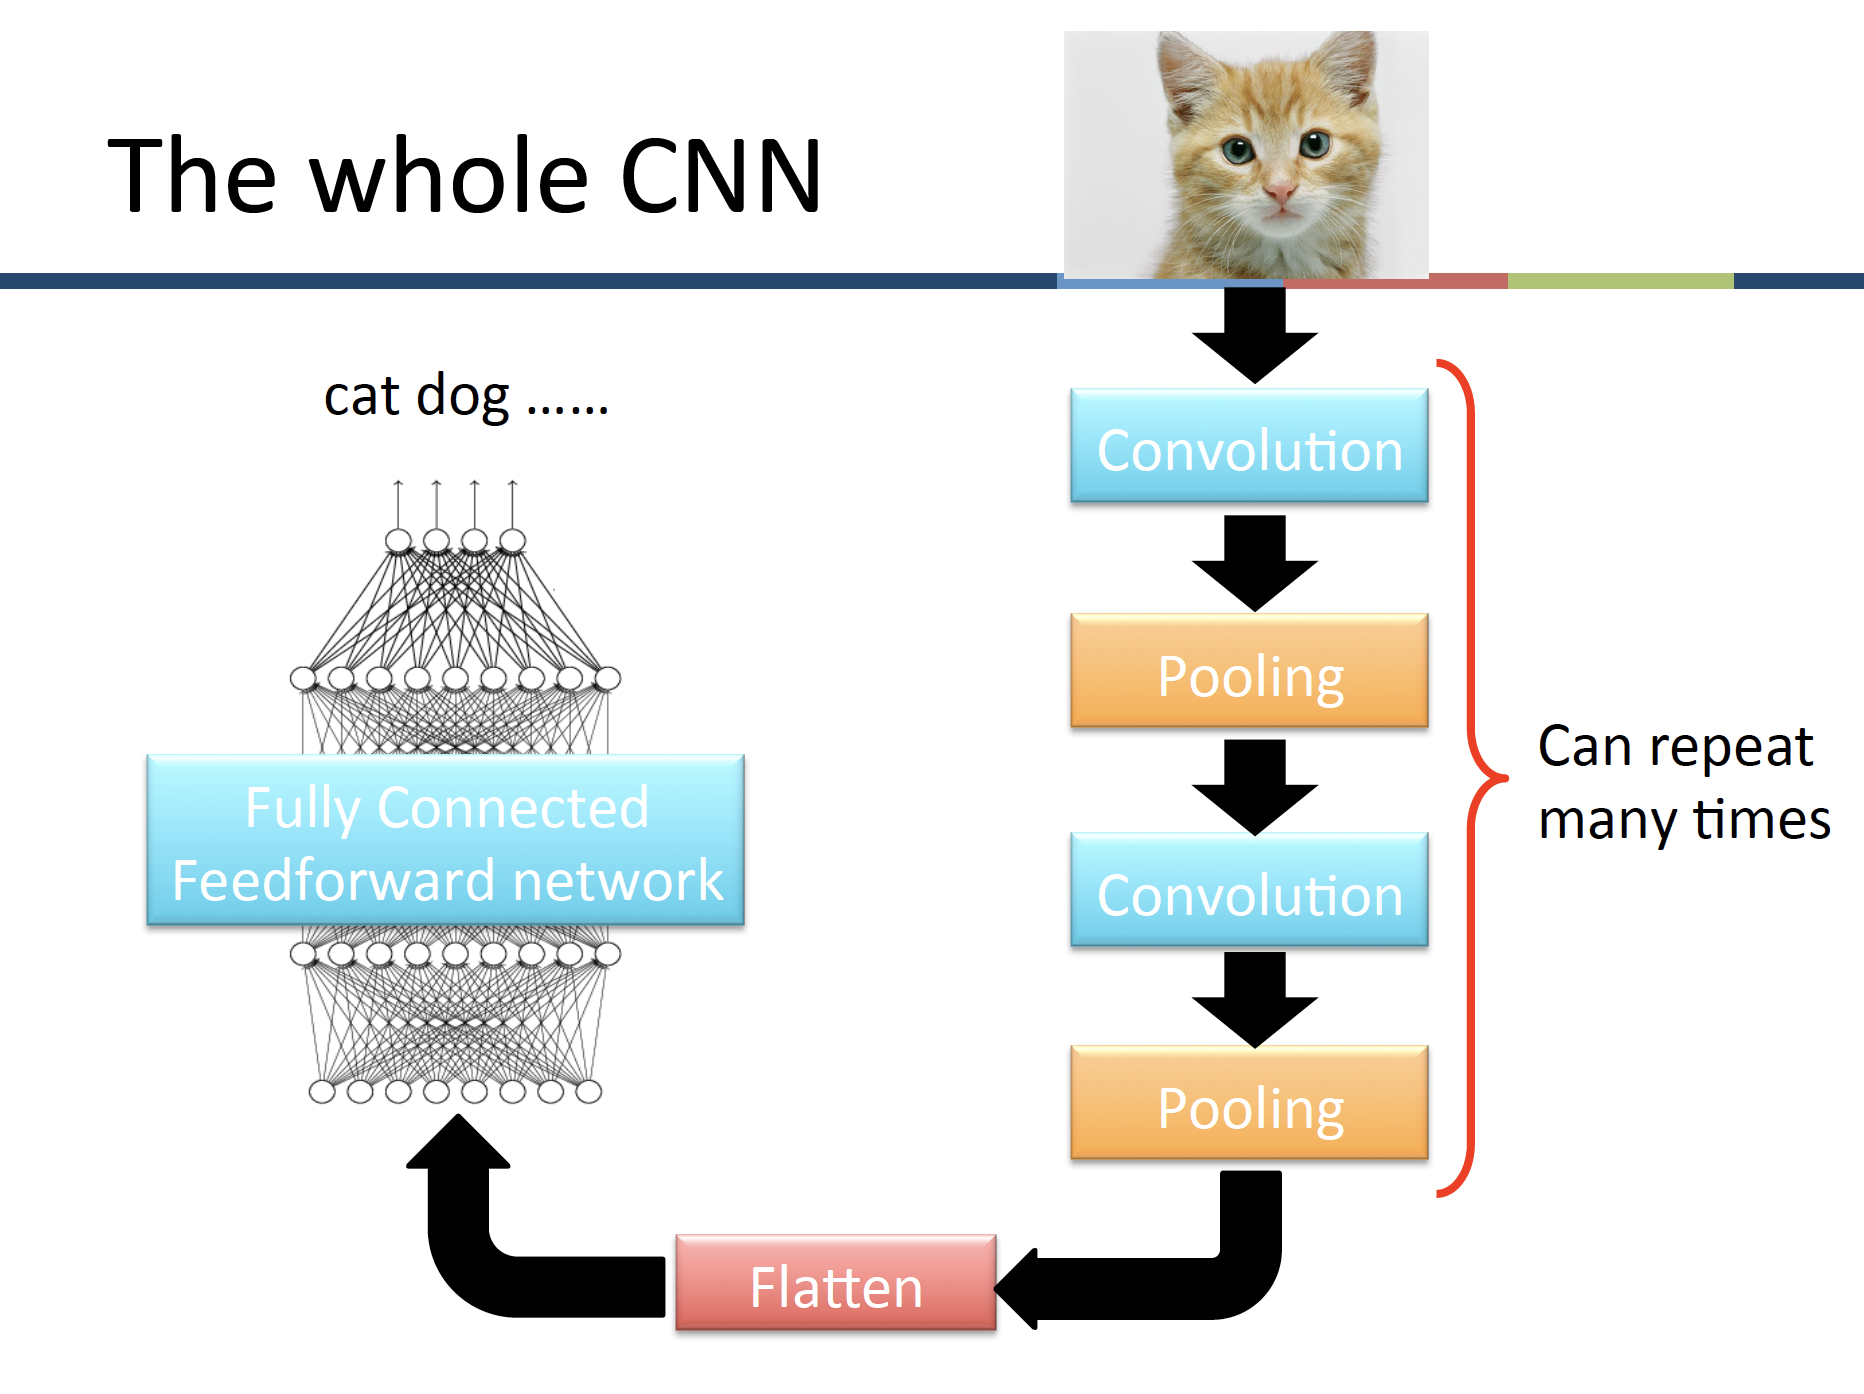 The whole CNN
cat dog ......
Convolution
Pooling
Convolution
Pooling
Can repeat
many times
Flatten
Fully Connected
Feedforward network